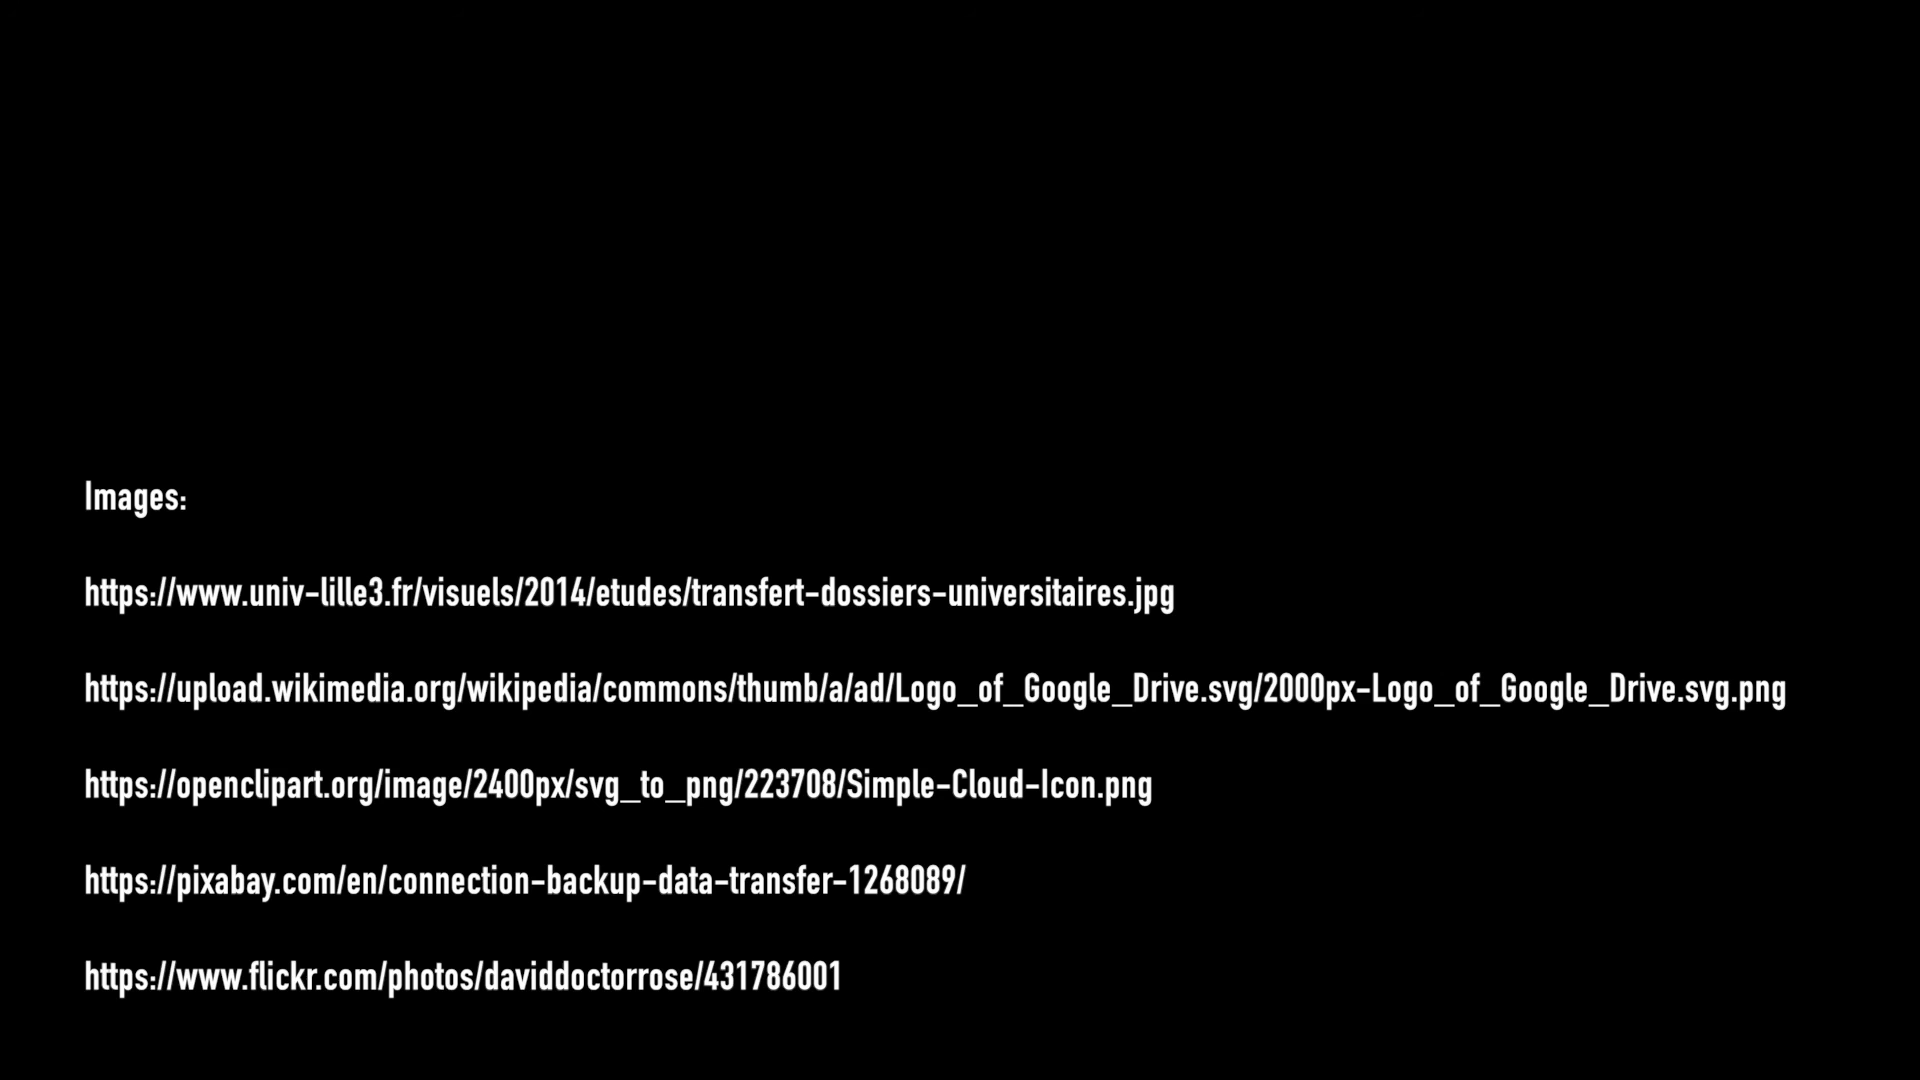 Images:
https://www.univ-lille3.fr/visuels/2014/etudes/transfert-dossiers-universitaires.jpg
https://upload.wikimedia.org/wikipedia/commons/thumb/a/ad/Logo_of_Google_Drive.svg/2000px-Logo_of_Google_Drive.svg.png
https://openclipart.org/image/2400px/svg_to_png/223708/Simple-Cloud-Icon.png
https://pixabay.com/en/connection-backup-data-transfer-1268089/
https://www.flickr.com/photos/daviddoctorrose/431786001